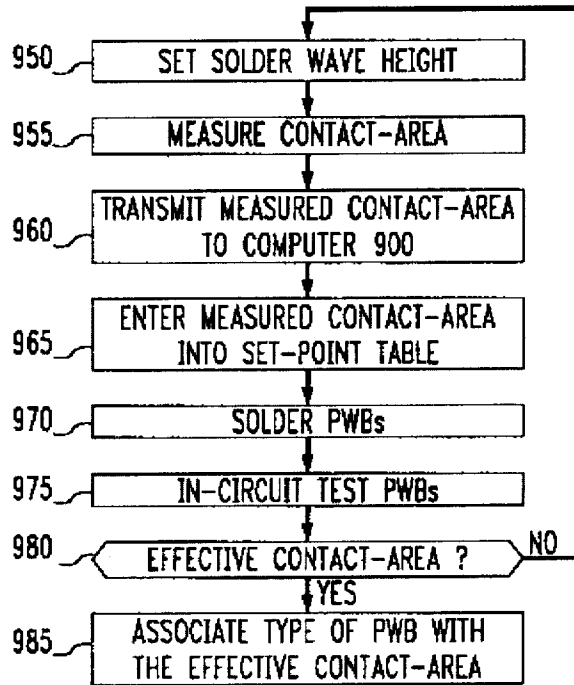 950 SET SOLDER WAVE HEIGHT
955 MEASURE CONTACT-AREA
TRANSMIT MEASURED CONTACT-AREA
960 TO COMPUTER 900
ENTER MEASURED CONTACT-AREA
965 INTO SET-POINT TABLE
970 SOLDER PWBs
975 IN-CIRCUIT TEST PWBs
980 EFFECTIVE CONTACT-AREA ? NO
YES
ASSOCIATE TYPE OF PWB WITH
985 THE EFFECTIVE CONTACT-AREA